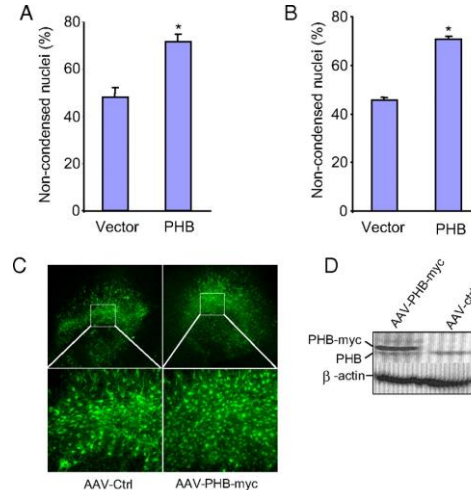 A
Non-condensed nuclei (%)
80
60
40
20
0
*
Vector
PHB
B
Non-condensed nuclei (%)
80
60
40
20
0
*
Vector
PHB
C
AAV-Ctrl
AAV-PHB-myc
D
AAV-PHB-myc
PHB-myc
PHB
β-actin